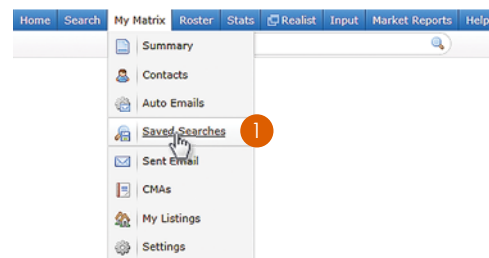 Home Search My Matrix Roster Stats Realist Input Market Reports Help
Summary
Contacts
Auto Emails
Saved Searches 1
Sent Email
CMAs
My Listings
Settings